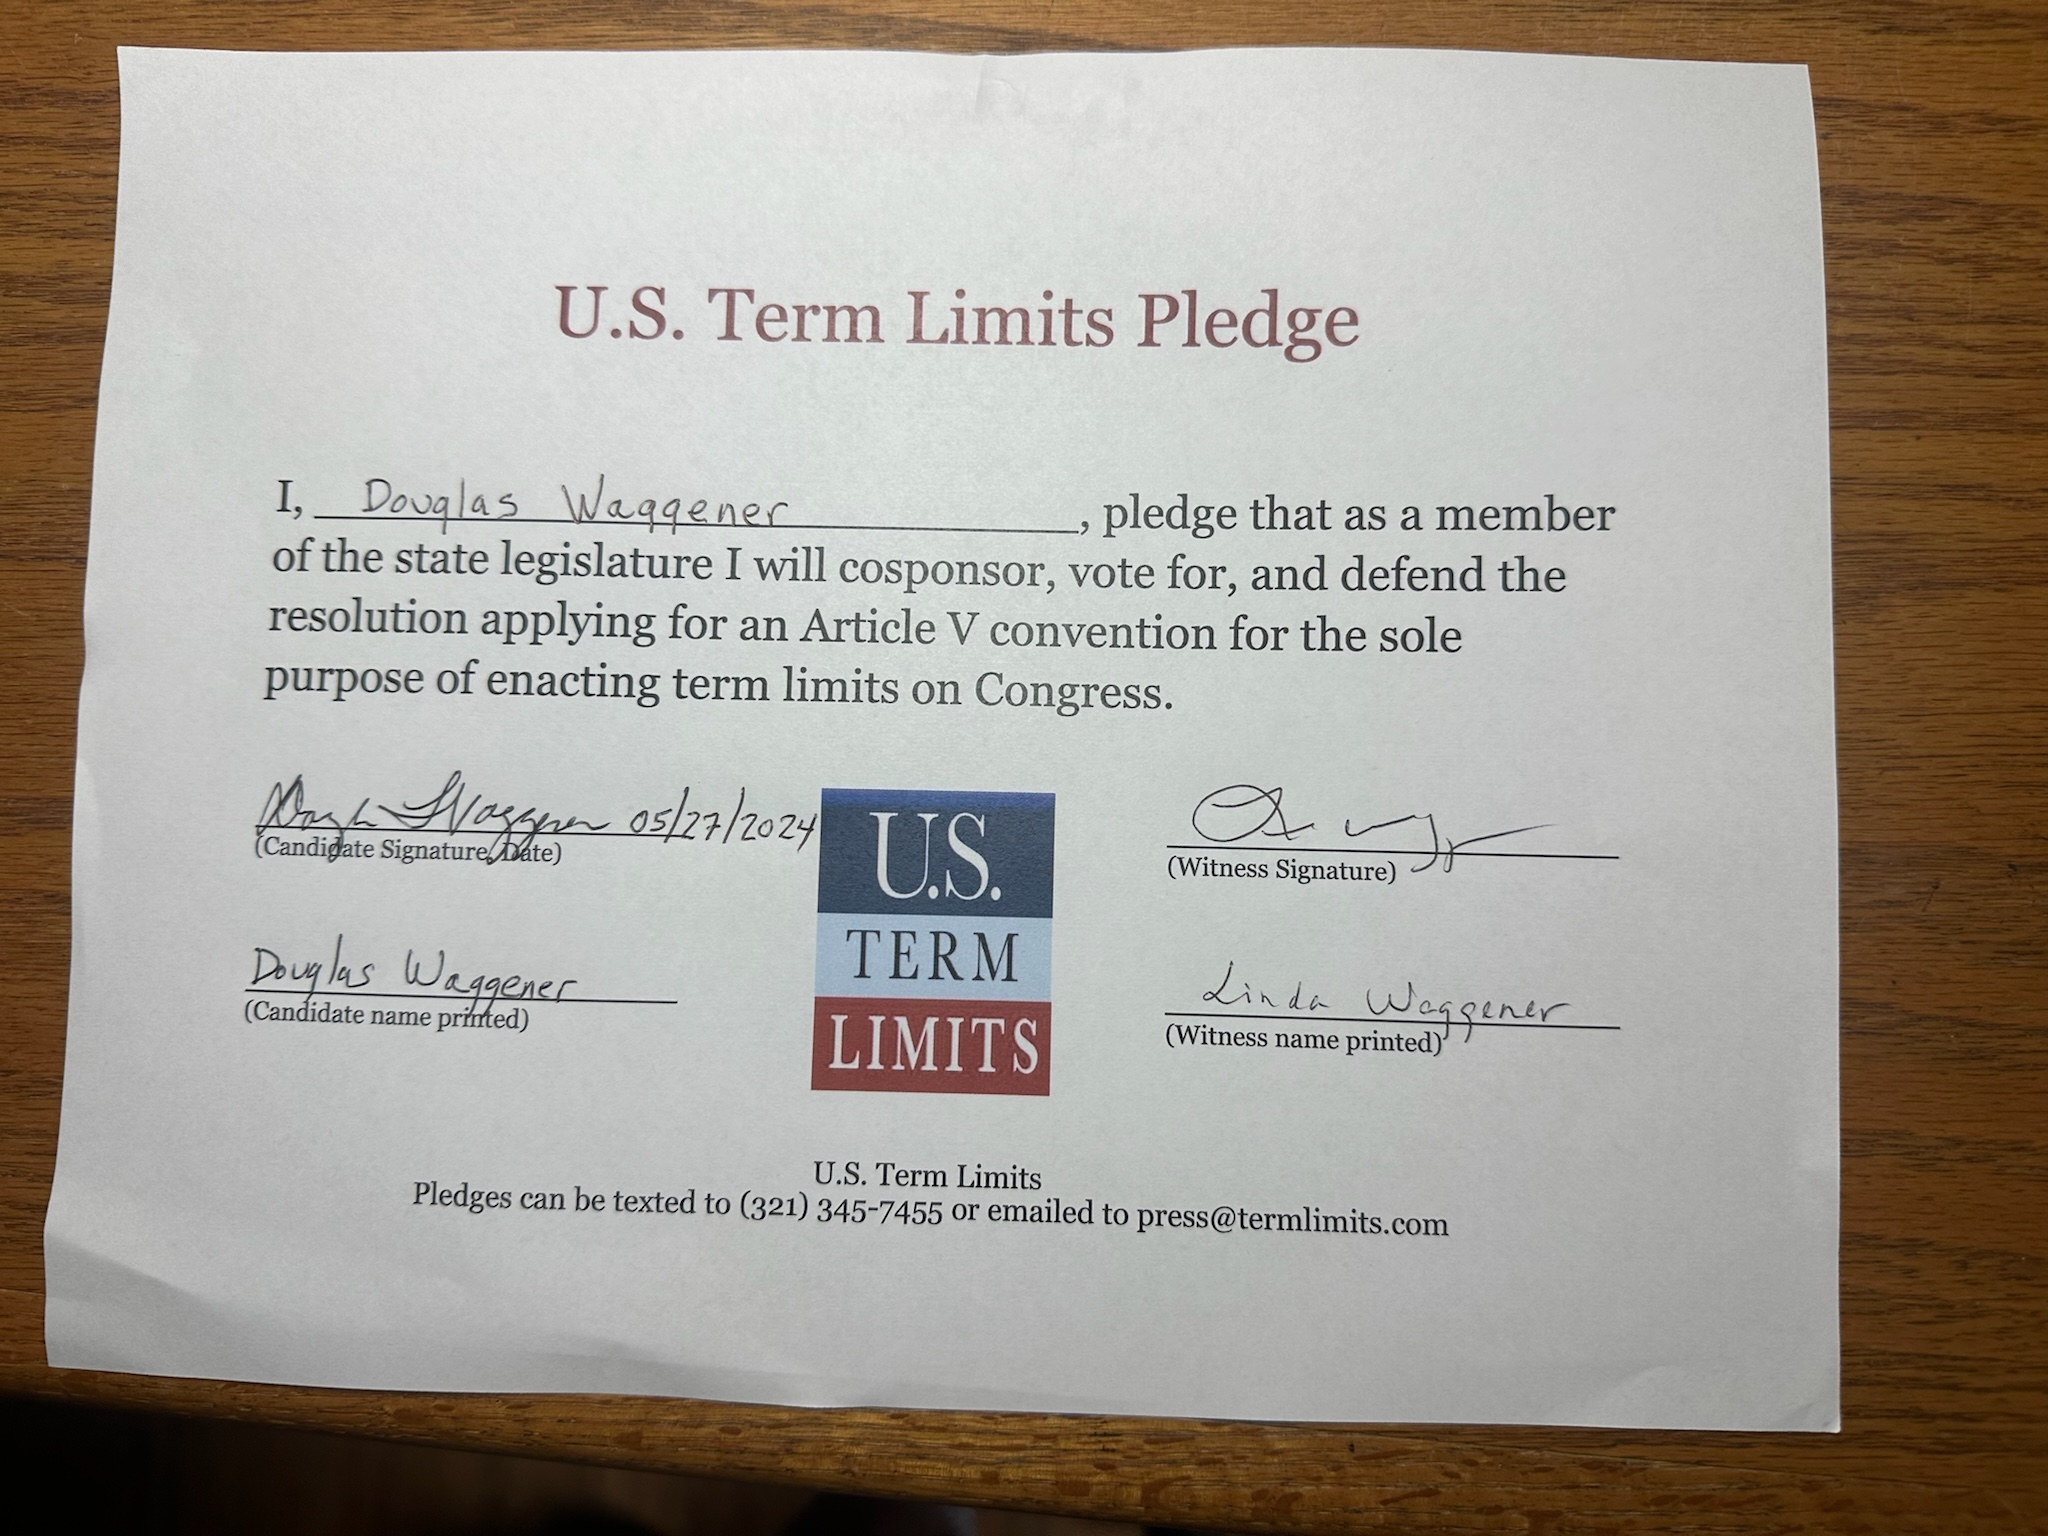 U.S. Term Limits Pledge
I, Douglas Waggener, pledge that as a member
of the state legislature I will cosponsor, vote for, and defend the
resolution applying for an Article V convention for the sole
purpose of enacting term limits on Congress.
Waggener 05/27/2024
(Candidate Signature, Date)
(Witness Signature)
U.S.
TERM
LIMITS
Douglas Waggener
(Candidate name printed)
Linda Waggener
(Witness name printed)
U.S. Term Limits
Pledges can be texted to (321) 345-7455 or emailed to press@termlimits.com